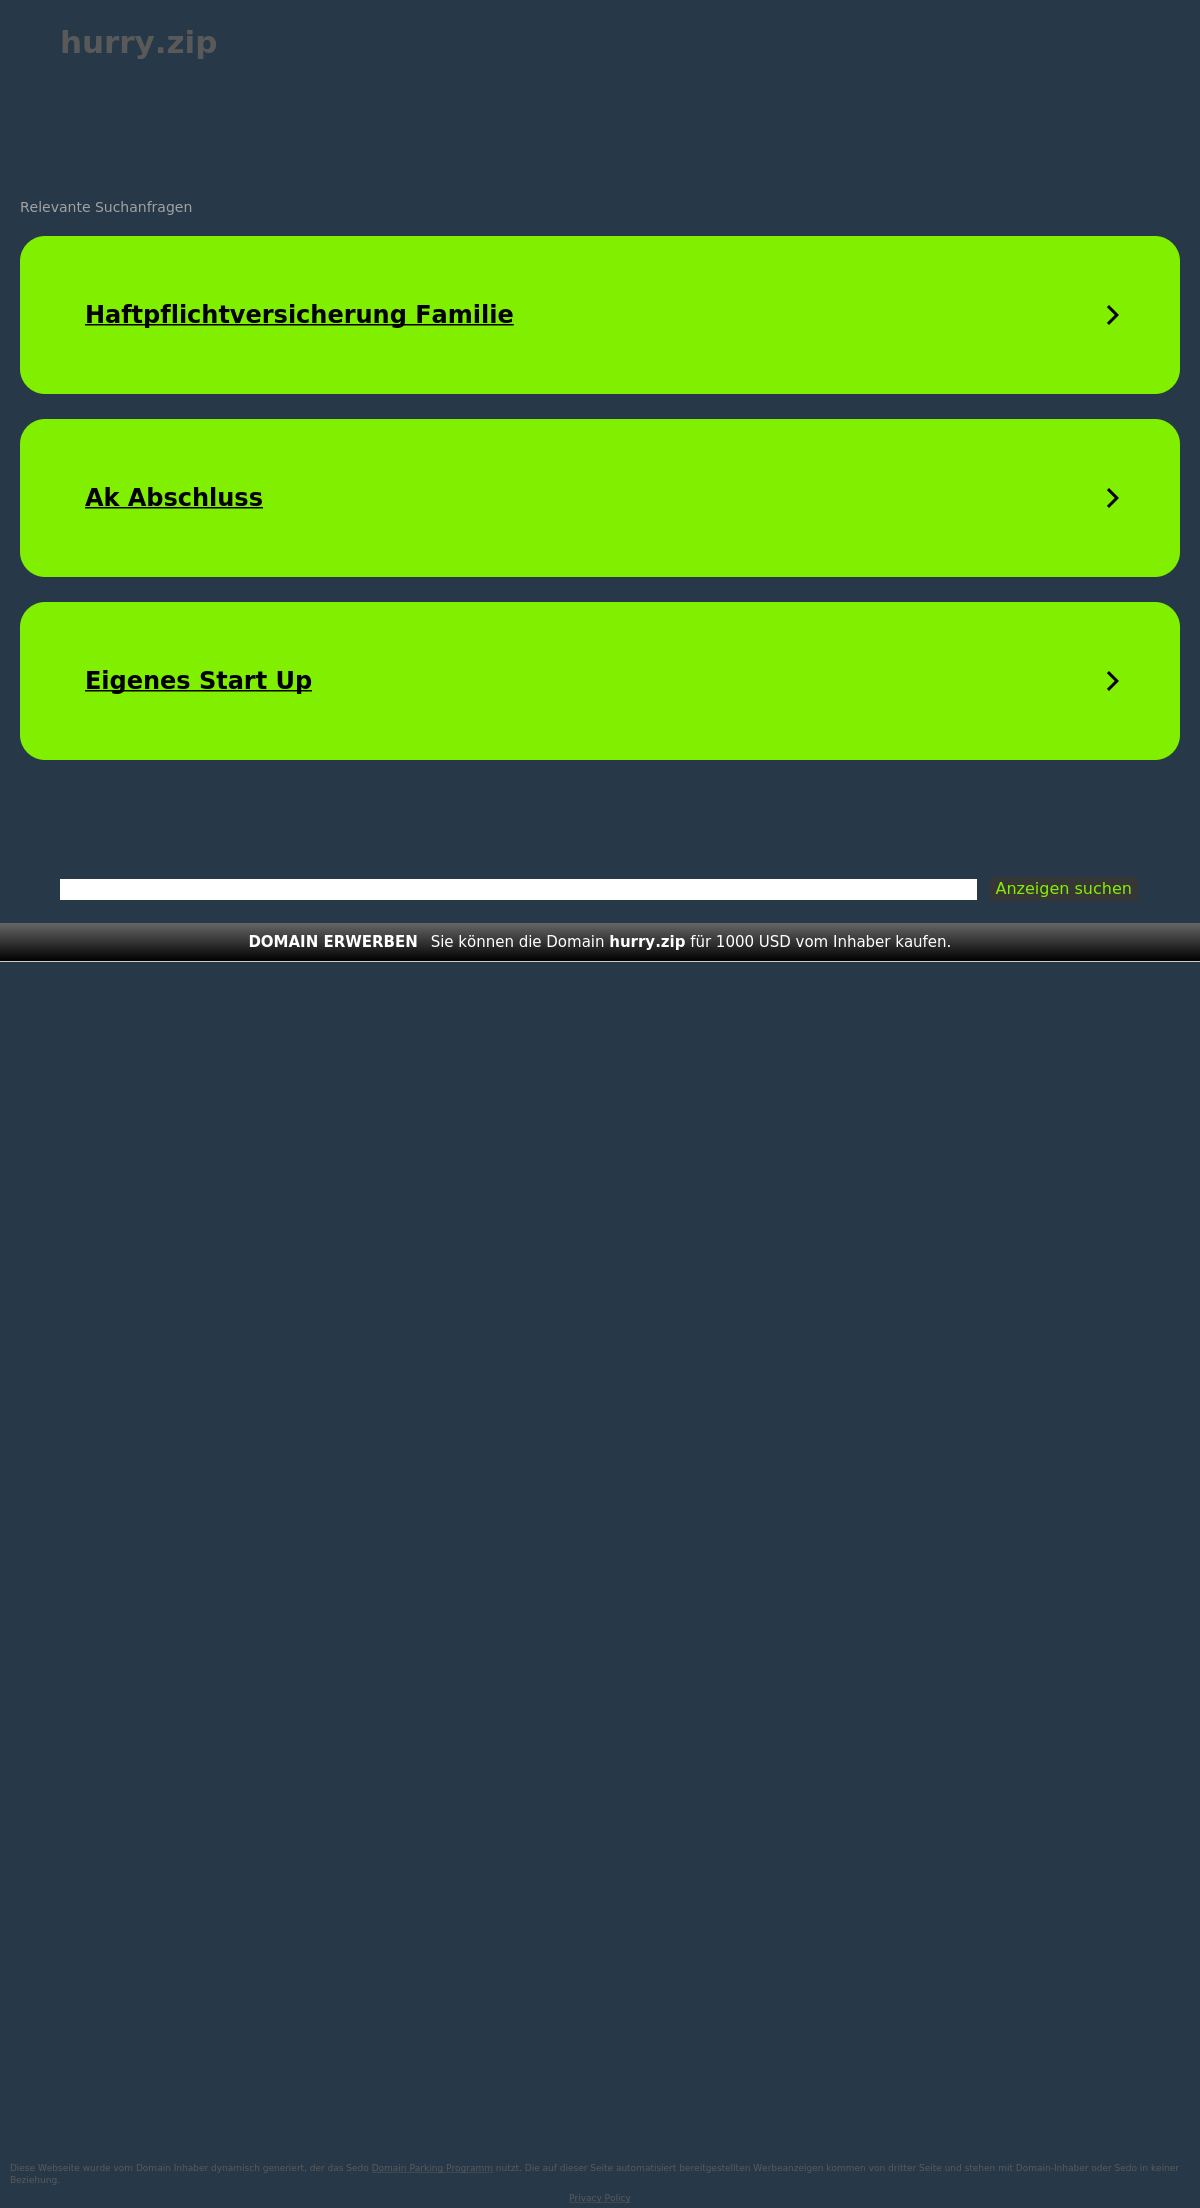 hurry.zip
Relevante Suchanfragen
Haftpflichtversicherung Familie
Ak Abschluss
Eigenes Start Up
Anzeigen suchen
DOMAIN ERWERBEN Sie können die Domain hurry.zip für 1000 USD vom Inhaber kaufen.
Diese Webseite wurde vom Domain Inhaber dynamisch generiert, der das Sedo Domain Parking Programm nutzt. Die auf dieser Seite automatisiert bereitgestellten Werbeanzeigen kommen von dritter Seite und stehen mit Domain-Inhaber oder Sedo in keiner
Beziehung.
Privacy Policy